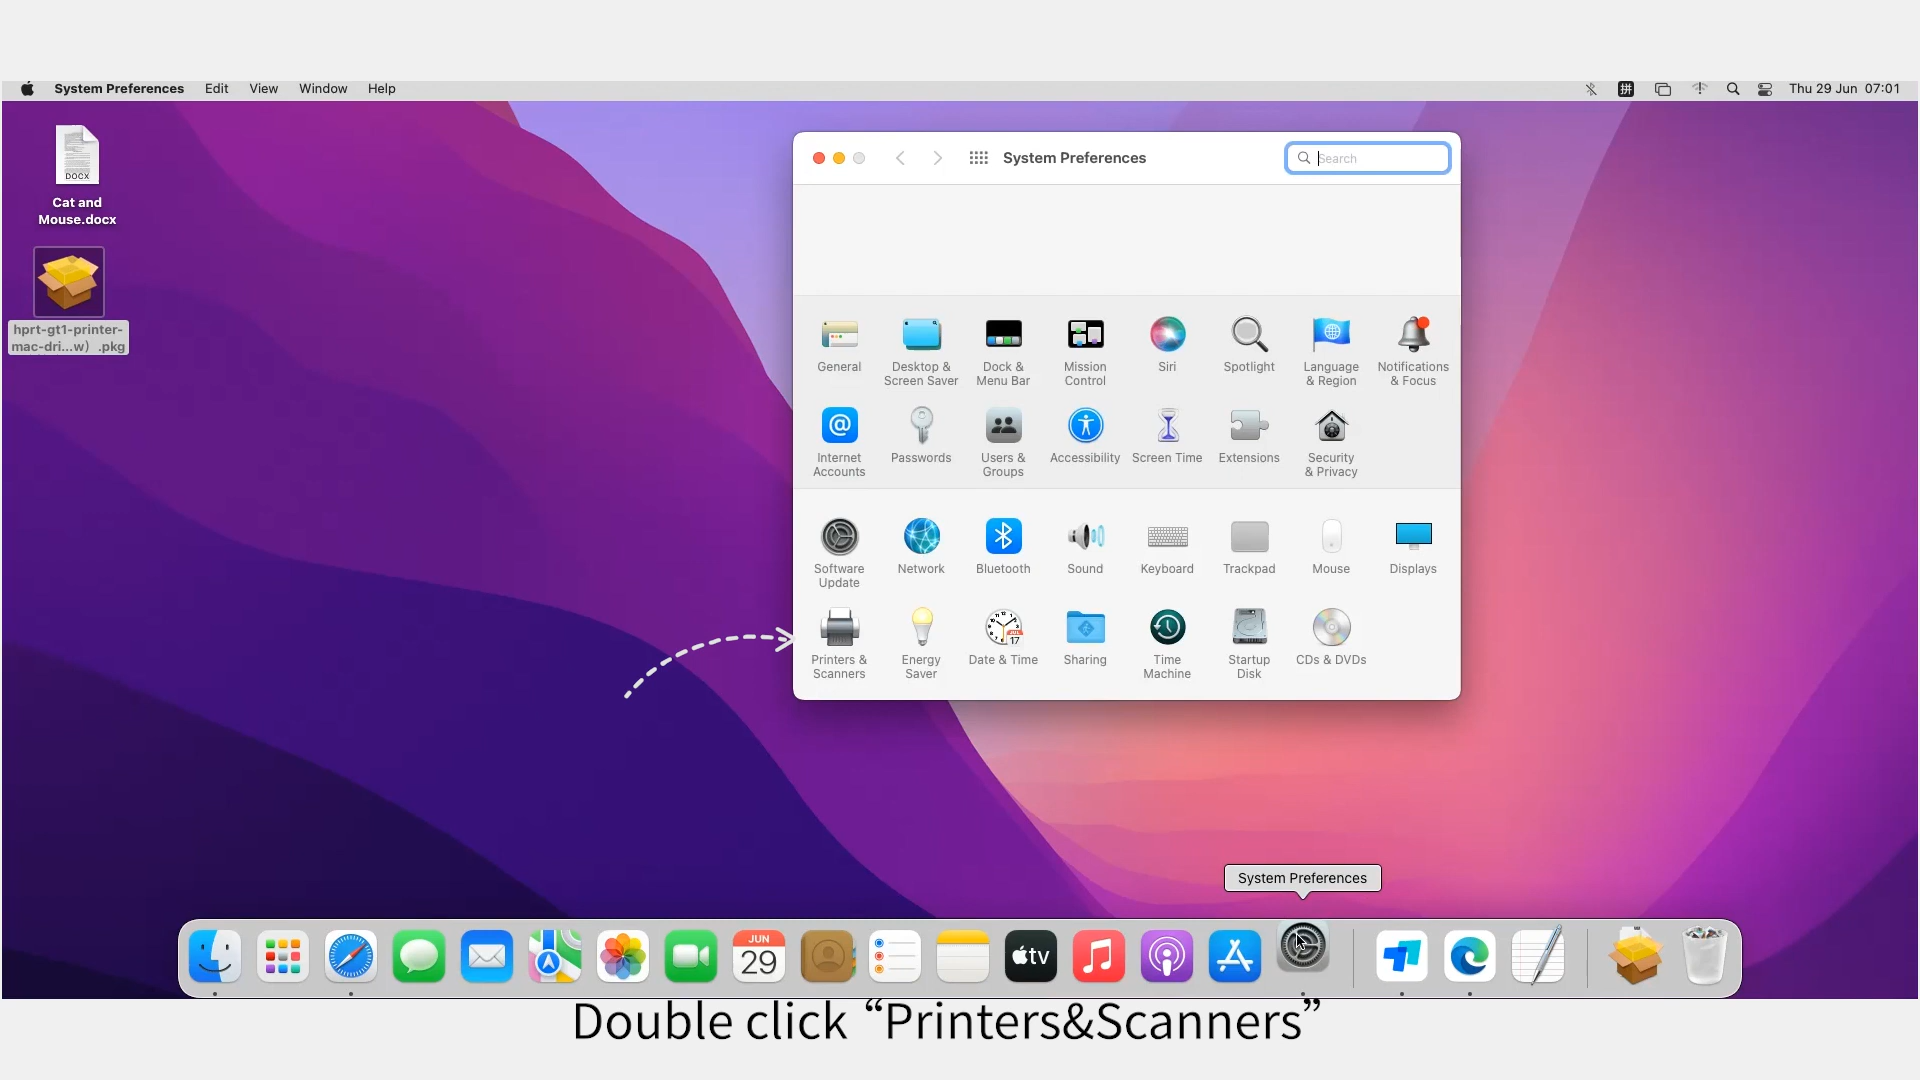 System Preferences Edit View Window Help 拼 Thu 29 Jun 07:01
DOCX
Cat and
Mouse.docx
hprt-gt1-printer-
mac-dri...w）.pkg
System Preferences Search
General Desktop & Dock & Mission Siri Spotlight Language Notifications
Screen Saver Menu Bar Control & Region & Focus
@
Internet Passwords Users & Accessibility Screen Time Extensions Security
Accounts Groups & Privacy
Software Network Bluetooth Sound Keyboard Trackpad Mouse Displays
Update
JUL
17
Printers & Energy Date & Time Sharing Time Startup CDs & DVDs
Scanners Saver Machine Disk
System Preferences
JUN
29
tv
Double click “Printers&Scanners”